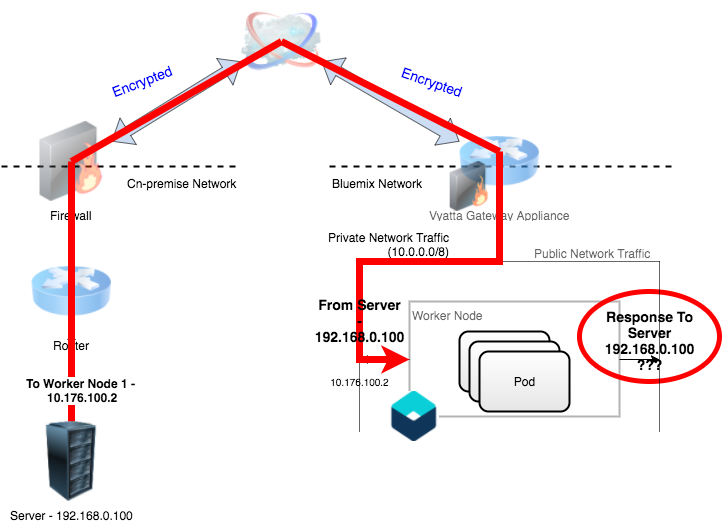 Encrypted
Encrypted
Cn-premise Network
Bluemix Network
Firewall
Vyatta Gateway Appliance
Private Network Traffic
(10.0.0.0/8)
Public Network Traffic
From Server
-
192.168.0.100
Worker Node
Response To
Server
192.168.0.100
???
Router
To Worker Node 1 -
10.176.100.2
10.176.100.2
Pod
Server - 192.168.0.100